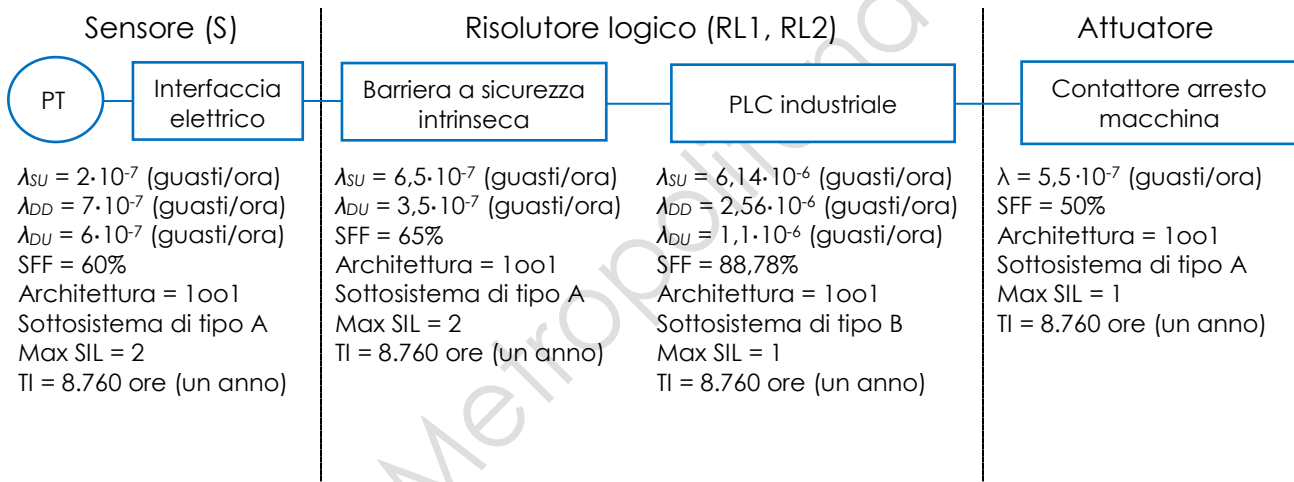 Sensore (S)
Risolutore logico (RL1, RL2)
Attuatore
PT
Interfaccia
elettrico
Barriera a sicurezza
intrinseca
PLC industriale
Contattore arresto
macchina
λSU = 2·10-7 (guasti/ora)
λDD = 7·10-7 (guasti/ora)
λDU = 6·10-7 (guasti/ora)
SFF = 60%
Architettura = 1oo1
Sottosistema di tipo A
Max SIL = 2
TI = 8.760 ore (un anno)
λSU = 6,5·10-7 (guasti/ora)
λDU = 3,5·10-7 (guasti/ora)
SFF = 65%
Architettura = 1oo1
Sottosistema di tipo A
Max SIL = 2
TI = 8.760 ore (un anno)
λSU = 6,14·10-6 (guasti/ora)
λDD = 2,56·10-6 (guasti/ora)
λDU = 1,1·10-6 (guasti/ora)
SFF = 88,78%
Architettura = 1oo1
Sottosistema di tipo B
Max SIL = 1
TI = 8.760 ore (un anno)
λ = 5,5·10-7 (guasti/ora)
SFF = 50%
Architettura = 1oo1
Sottosistema di tipo A
Max SIL = 1
TI = 8.760 ore (un anno)
Metropolitana